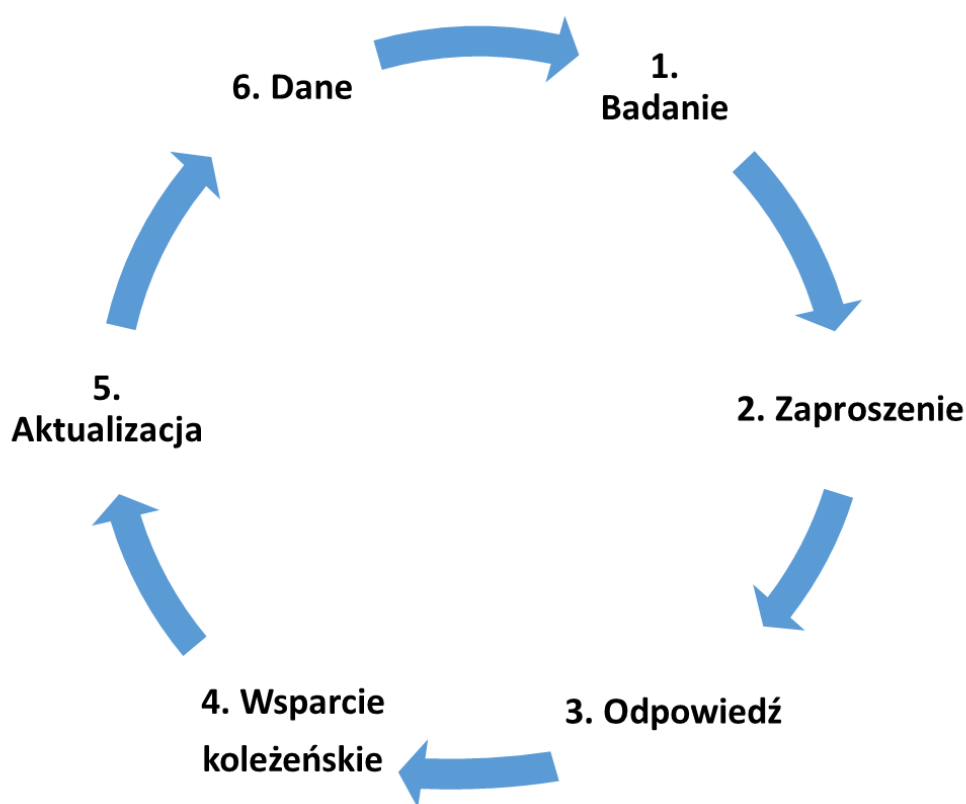 1.
Badanie
2. Zaproszenie
3. Odpowiedź
4. Wsparcie
koleżeńskie
5.
Aktualizacja
6. Dane